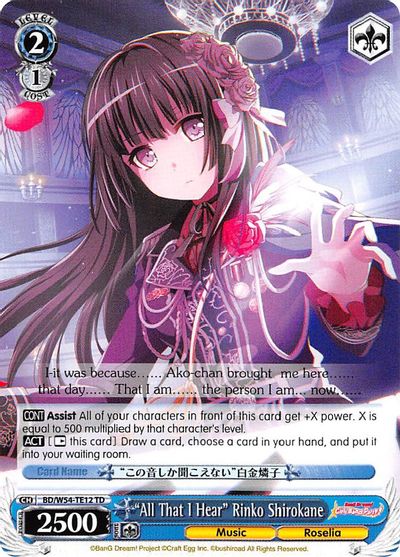 LEVEL
2
1
COST
I-it was because...... Ako-chan brought me here......
that day...... That I am...... the person I am... now......
CONT Assist All of your characters in front of this card get +X power. X is
equal to 500 multiplied by that character's level.
ACT [ this card] Draw a card, choose a card in your hand, and put it
into your waiting room.
Card Name “この音しか聞こえない”白金燐子
CH BD/W54-TE12 TD
2500
“All That I Hear” Rinko Shirokane
Music
Roselia
©BanG Dream! Project ©Craft Egg Inc. ©bushiroad All Rights Reserved.